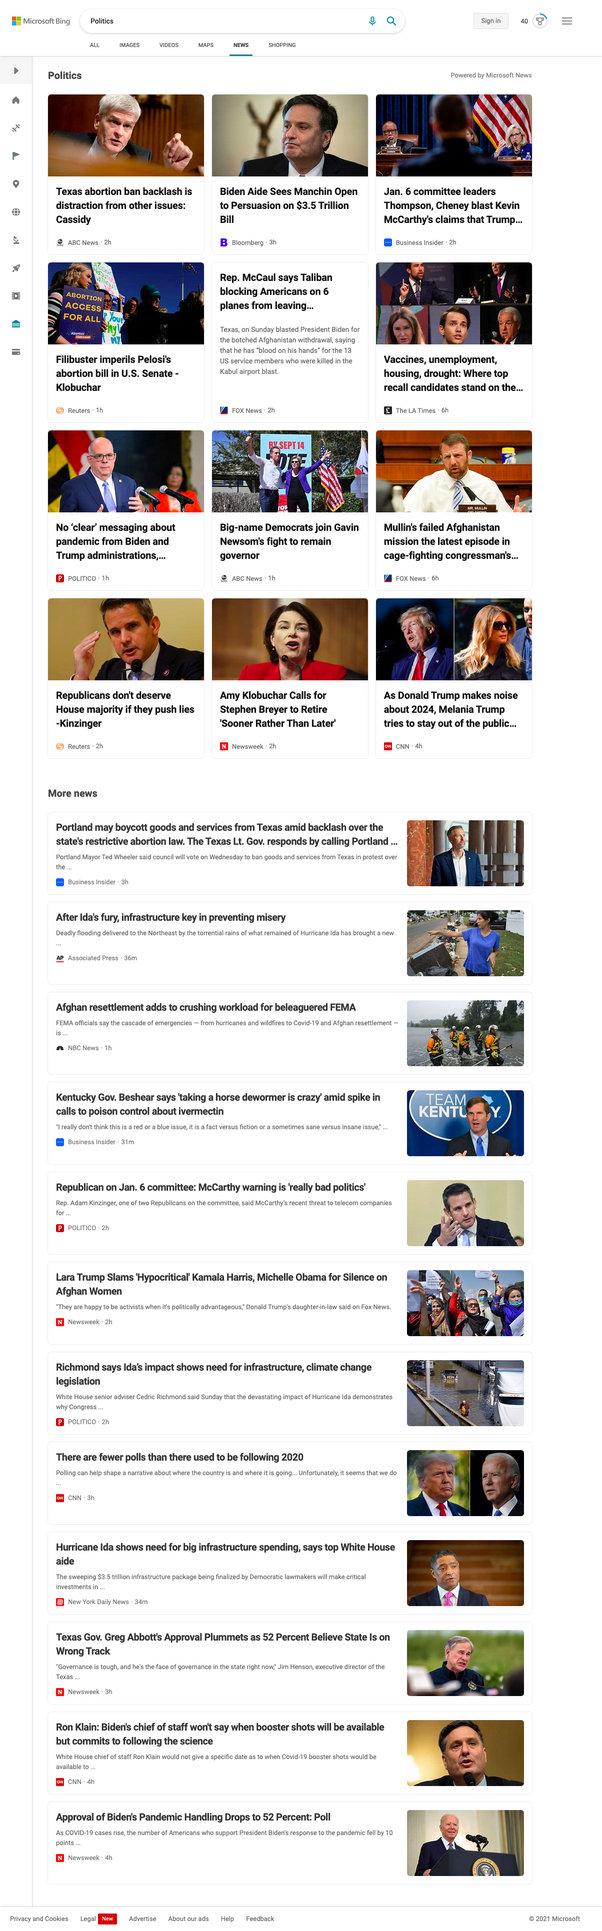 Microsoft Bing
Politics
Sign in
40
ALL
IMAGES
VIDEOS
MAPS
NEWS
SHOPPING
Politics
Powered by Microsoft News
Texas abortion ban backlash is
distraction from other issues:
Cassidy
ABC News · 2h
Biden Aide Sees Manchin Open
to Persuasion on $3.5 Trillion
Bill
Bloomberg · 3h
Jan. 6 committee leaders
Thompson, Cheney blast Kevin
McCarthy's claims that Trump...
Business Insider · 2h
ABORTION
ACCESS
FOR ALL
Filibuster imperils Pelosi's
abortion bill in U.S. Senate -
Klobuchar
Reuters · 1h
Rep. McCaul says Taliban
blocking Americans on 6
planes from leaving...
Texas, on Sunday blasted President Biden for
the botched Afghanistan withdrawal, saying
that he has "blood on his hands" for the 13
US service members who were killed in the
Kabul airport blast.
FOX News · 2h
Vaccines, unemployment,
housing, drought: Where top
recall candidates stand on the...
The LA Times · 6h
No 'clear' messaging about
pandemic from Biden and
Trump administrations,...
POLITICO · 1h
BY SEPT 14
VOTE
Big-name Democrats join Gavin
Newsom's fight to remain
governor
ABC News · 1h
MR. MULLIN
Mullin's failed Afghanistan
mission the latest episode in
cage-fighting congressman's...
FOX News · 6h
Republicans don't deserve
House majority if they push lies
-Kinzinger
Reuters · 2h
Amy Klobuchar Calls for
Stephen Breyer to Retire
'Sooner Rather Than Later'
Newsweek · 2h
As Donald Trump makes noise
about 2024, Melania Trump
tries to stay out of the public...
CNN · 4h
More news
Portland may boycott goods and services from Texas amid backlash over the
state's restrictive abortion law. The Texas Lt. Gov. responds by calling Portland ...
Portland Mayor Ted Wheeler said council will vote on Wednesday to ban goods and services from Texas in protest over
the ...
Business Insider · 3h
After Ida's fury, infrastructure key in preventing misery
Deadly flooding delivered to the Northeast by the torrential rains of what remained of Hurricane Ida has brought a new
...
AP Associated Press · 36m
Afghan resettlement adds to crushing workload for beleaguered FEMA
FEMA officials say the cascade of emergencies — from hurricanes and wildfires to Covid-19 and Afghan resettlement —
is ...
NBC News · 1h
Kentucky Gov. Beshear says 'taking a horse dewormer is crazy' amid spike in
calls to poison control about ivermectin
"I really don't think this is a red or a blue issue, it is a fact versus fiction or a sometimes sane versus insane issue," ...
Business Insider · 31m
TEAM
KENTUCKY
Republican on Jan. 6 committee: McCarthy warning is 'really bad politics'
Rep. Adam Kinzinger, one of two Republicans on the committee, said McCarthy's recent threat to telecom companies
for ...
POLITICO · 2h
Lara Trump Slams 'Hypocritical' Kamala Harris, Michelle Obama for Silence on
Afghan Women
"They are happy to be activists when it's politically advantageous," Donald Trump's daughter-in-law said on Fox News.
Newsweek · 2h
Richmond says Ida's impact shows need for infrastructure, climate change
legislation
White House senior adviser Cedric Richmond said Sunday that the devastating impact of Hurricane Ida demonstrates
why Congress ...
POLITICO · 2h
There are fewer polls than there used to be following 2020
Polling can help shape a narrative about where the country is and where it is going... Unfortunately, it seems that we do
...
CNN · 3h
Hurricane Ida shows need for big infrastructure spending, says top White House
aide
The sweeping $3.5 trillion infrastructure package being finalized by Democratic lawmakers will make critical
investments in ...
New York Daily News · 34m
Texas Gov. Greg Abbott's Approval Plummets as 52 Percent Believe State Is on
Wrong Track
"Governance is tough, and he's the face of governance in the state right now," Jim Henson, executive director of the
Texas ...
Newsweek · 3h
Ron Klain: Biden's chief of staff won't say when booster shots will be available
but commits to following the science
White House chief of staff Ron Klain would not give a specific date as to when Covid-19 booster shots would be
available to ...
CNN · 4h
Approval of Biden's Pandemic Handling Drops to 52 Percent: Poll
As COVID-19 cases rise, the number of Americans who support President Biden's response to the pandemic fell by 10
points ...
Newsweek · 4h
Privacy and Cookies
Legal New
Advertise
About our ads
Help
Feedback
© 2021 Microsoft